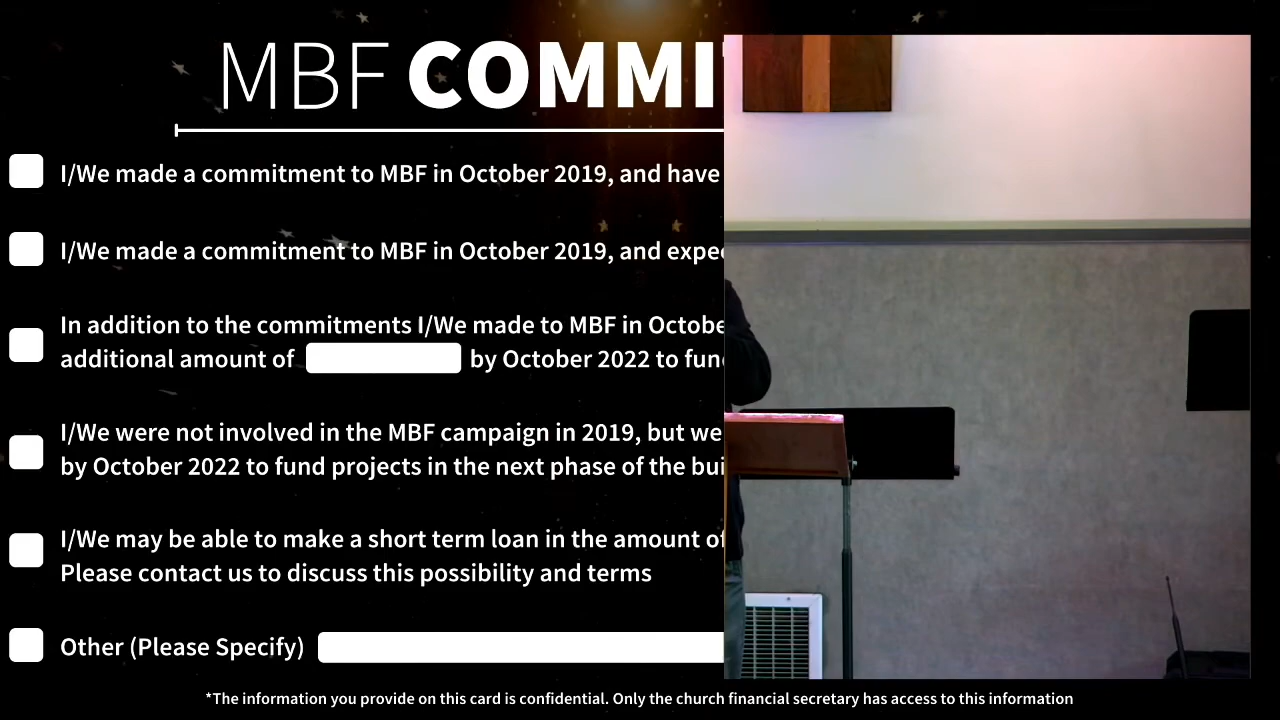 MBF COMMI
I/We made a commitment to MBF in October 2019, and have
I/We made a commitment to MBF in October 2019, and
In addition to the commitments I/We made to MBF in
additional amount of by October 2022 to
I/We were not involved in the MBF campaign in 2019, but we
by October 2022 to fund projects in the next phase of the
I/We may be able to make a short term loan in the amount of
Please contact us to discuss this possibility and terms
Other (Please Specify)
*The information you provide on this card is confidential. Only the church financial secretary has access to this information